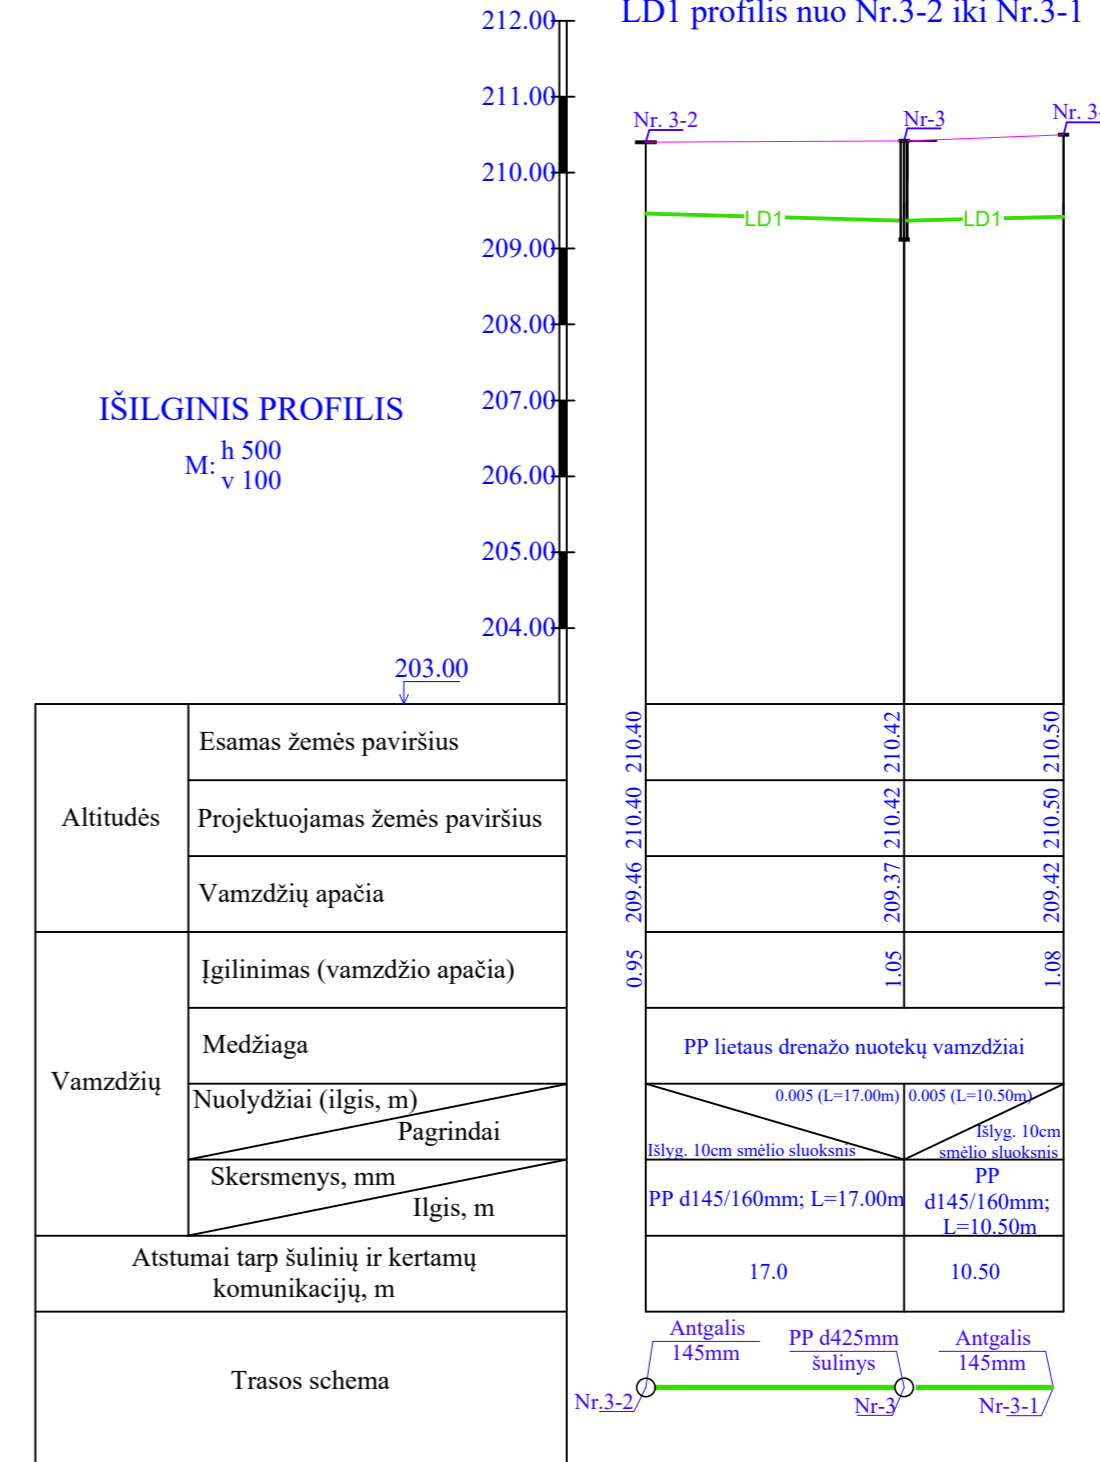 LD1 profilis nuo Nr.3-2 iki Nr.3-1
212.00
211.00
210.00
209.00
208.00
207.00
206.00
205.00
204.00
203.00
IŠILGINIS PROFILIS
M: h 500
v 100
Nr. 3-2
Nr-3
Nr. 3-
LD1
LD1
Altitudės
Esamas žemės paviršius
210.40
210.42
210.50
Projektuojamas žemės paviršius
210.40
210.42
210.50
Vamzdžių apačia
209.46
209.37
209.42
Vamzdžių
Įgilinimas (vamzdžio apačia)
0.95
1.05
1.08
Medžiaga
PP lietaus drenažo nuotekų vamzdžiai
Nuolydžiai (ilgis, m)
Pagrindai
0.005 (L=17.00m)
Išlyg. 10cm smėlio sluoksnis
0.005 (L=10.50m)
Išlyg. 10cm
smėlio sluoksnis
Skersmenys, mm
Ilgis, m
PP d145/160mm; L=17.00m
PP
d145/160mm;
L=10.50m
Atstumai tarp šulinių ir kertamų
komunikacijų, m
17.0
10.50
Trasos schema
Antgalis
145mm
PP d425mm
šulinys
Antgalis
145mm
Nr.3-2
Nr-3
Nr-3-1